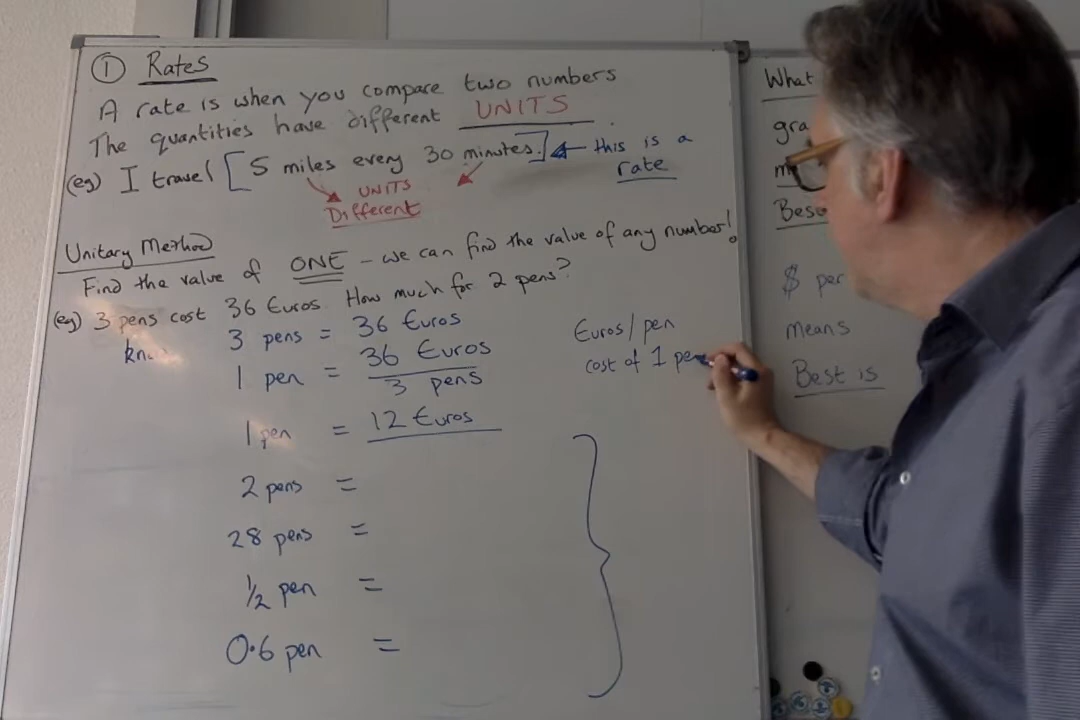 ① Rates
A rate is when you compare two numbers
The quantities have different UNITS.
(eg) I travel [5 miles every 30 minutes.] ← this is a rate
UNITS
Different
Unitary Method
Find the value of ONE - we can find the value of any number!
(eg) 3 pens cost 36 Euros. How much for 2 pens?
3 pens = 36 Euros
1 pen = 36 Euros
3 pens
1 pen = 12 Euros
2 pens =
28 pens =
1/2 pen =
0.6 pen =
Euros/pen
cost of 1 pen
What
gra
$ per
means
Best is